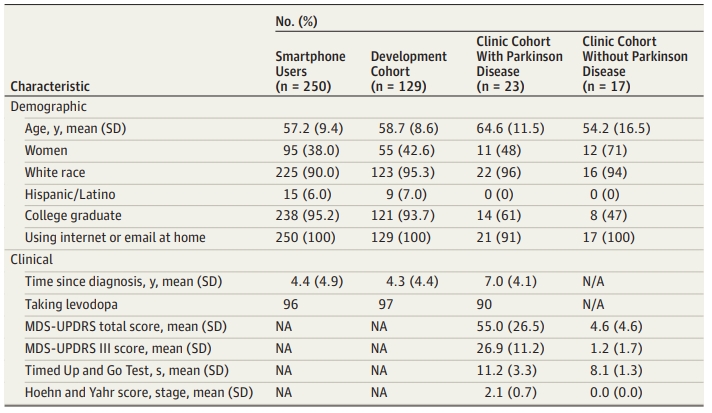 No. (%)
Characteristic Smartphone Users (n = 250) Development Cohort (n = 129) Clinic Cohort With Parkinson Disease (n = 23) Clinic Cohort Without Parkinson Disease (n = 17)
Demographic
Age, y, mean (SD) 57.2 (9.4) 58.7 (8.6) 64.6 (11.5) 54.2 (16.5)
Women 95 (38.0) 55 (42.6) 11 (48) 12 (71)
White race 225 (90.0) 123 (95.3) 22 (96) 16 (94)
Hispanic/Latino 15 (6.0) 9 (7.0) 0 (0) 0 (0)
College graduate 238 (95.2) 121 (93.7) 14 (61) 8 (47)
Using internet or email at home 250 (100) 129 (100) 21 (91) 17 (100)
Clinical
Time since diagnosis, y, mean (SD) 4.4 (4.9) 4.3 (4.4) 7.0 (4.1) N/A
Taking levodopa 96 97 90 N/A
MDS-UPDRS total score, mean (SD) NA NA 55.0 (26.5) 4.6 (4.6)
MDS-UPDRS III score, mean (SD) NA NA 26.9 (11.2) 1.2 (1.7)
Timed Up and Go Test, s, mean (SD) NA NA 11.2 (3.3) 8.1 (1.3)
Hoehn and Yahr score, stage, mean (SD) NA NA 2.1 (0.7) 0.0 (0.0)